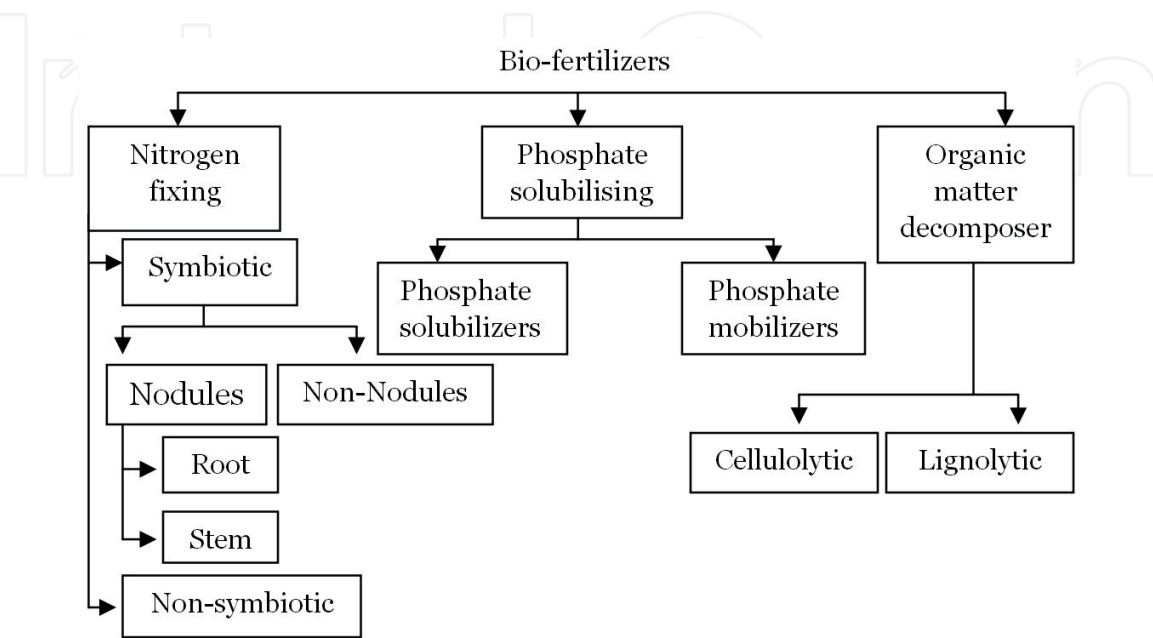 Bio-fertilizers
Nitrogen
fixing
Phosphate
solubilising
Organic
matter
decomposer
Symbiotic
Phosphate
solubilizers
Phosphate
mobilizers
Nodules
Non-Nodules
Root
Stem
Non-symbiotic
Cellulolytic
Lignolytic